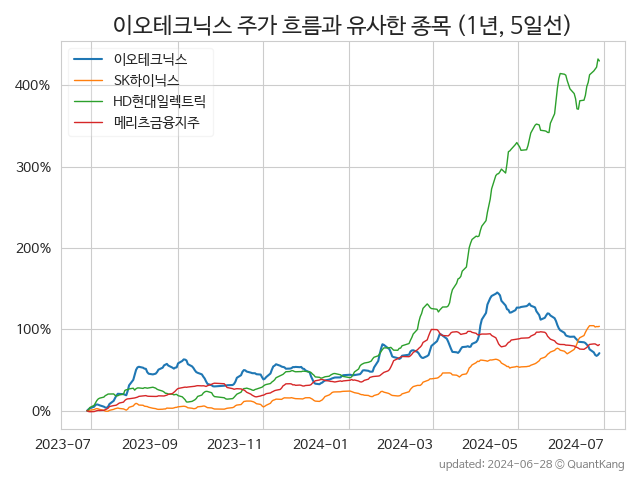 이오테크닉스 주가 흐름과 유사한 종목 (1년, 5일선)
이오테크닉스
SK하이닉스
HD현대일렉트릭
메리츠금융지주
400%
300%
200%
100%
0%
2023-07 2023-09 2023-11 2024-01 2024-03 2024-05 2024-07
updated: 2024-06-28 © QuantKang